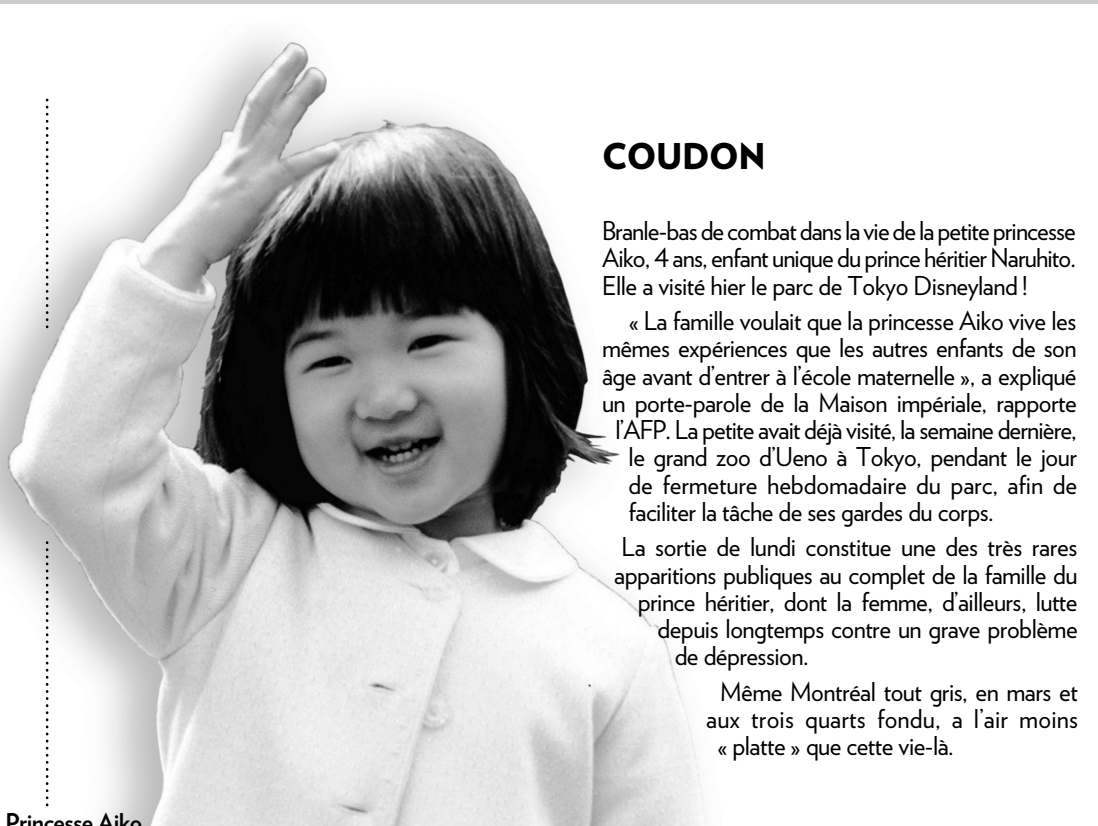 COUDON
Branle-bas de combat dans la vie de la petite princesse
Aiko, 4 ans, enfant unique du prince héritier Naruhito.
Elle a visité hier le parc de Tokyo Disneyland !
« La famille voulait que la princesse Aiko vive les
mêmes expériences que les autres enfants de son
âge avant d'entrer à l'école maternelle », a expliqué
un porte-parole de la Maison impériale, rapporte
l'AFP. La petite avait déjà visité, la semaine dernière,
le grand zoo d'Ueno à Tokyo, pendant le jour
de fermeture hebdomadaire du parc, afin de
faciliter la tâche de ses gardes du corps.
La sortie de lundi constitue une des très rares
apparitions publiques au complet de la famille du
prince héritier, dont la femme, d'ailleurs, lutte
depuis longtemps contre un grave problème
de dépression.
Même Montréal tout gris, en mars et
aux trois quarts fondu, a l'air moins
« platte » que cette vie-là.
Princesse Aiko